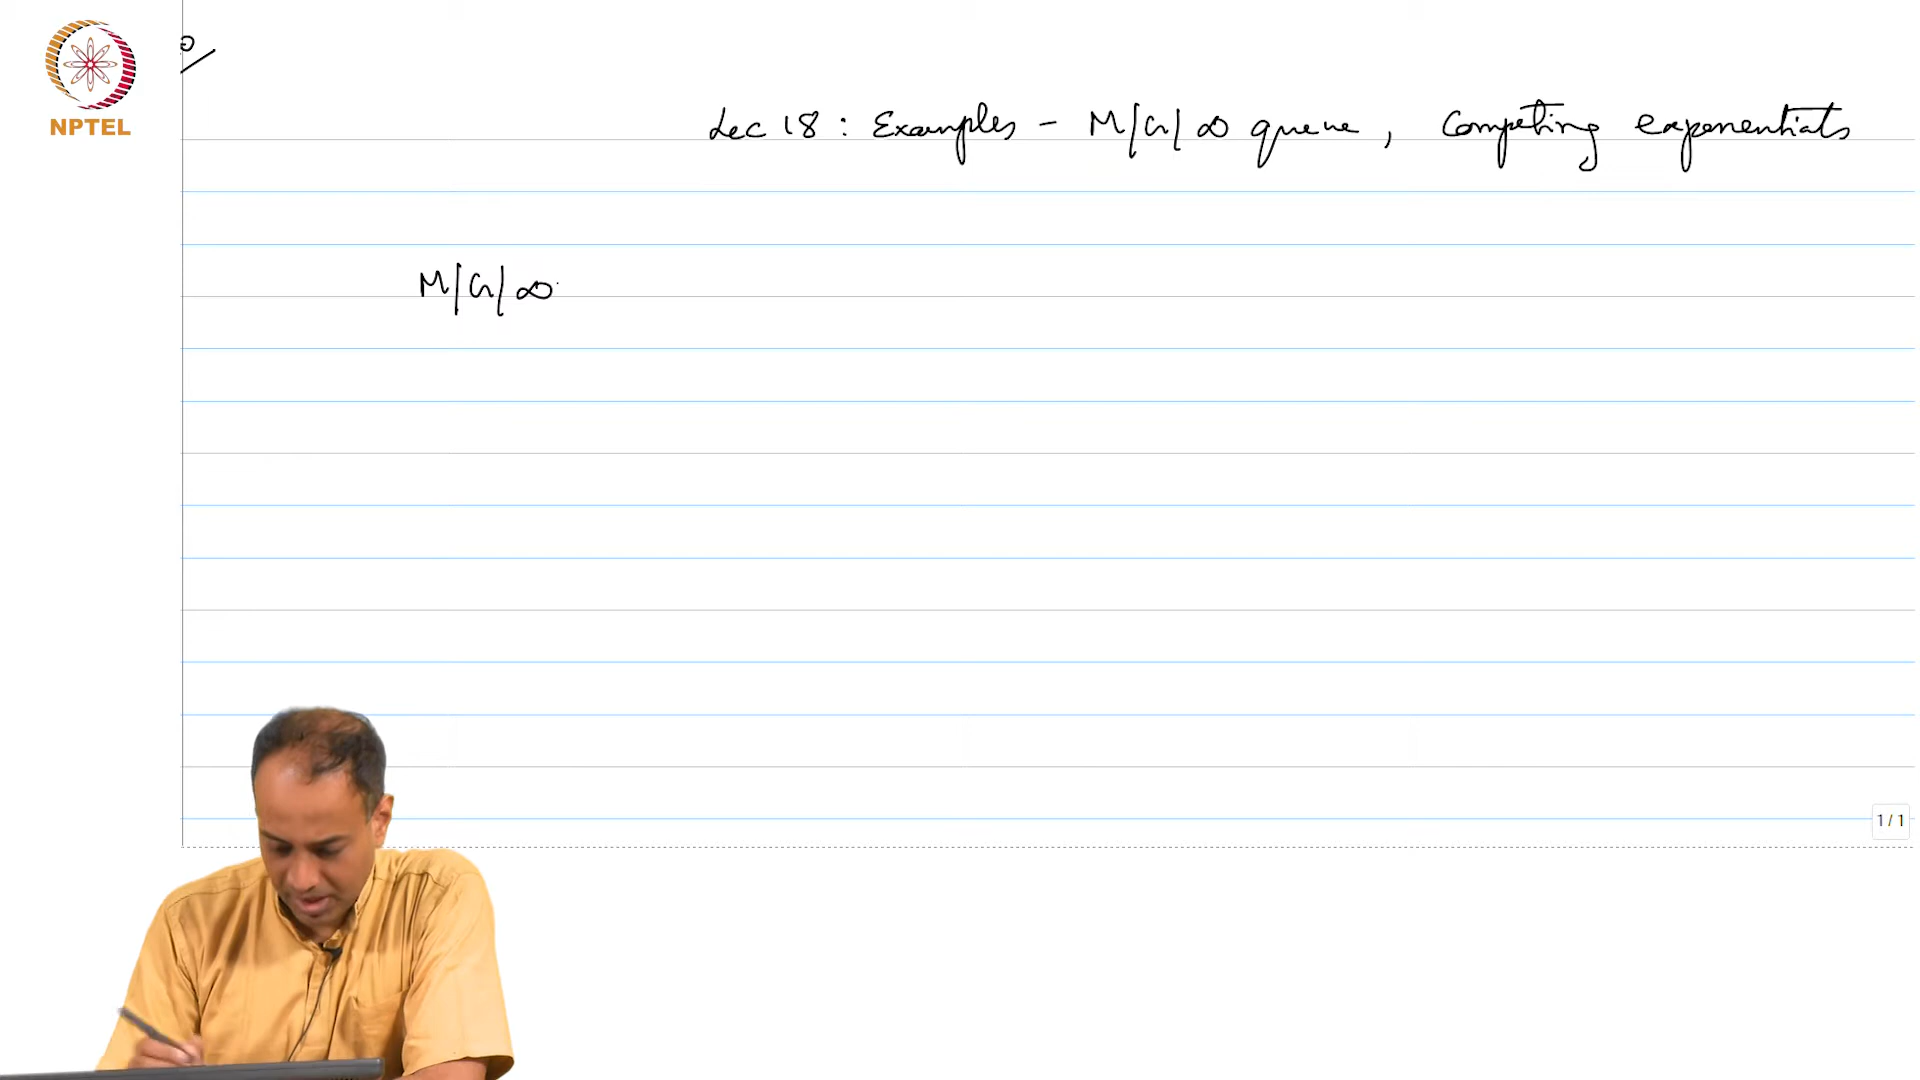 NPTEL
Lec 18 : Examples - M/G/∞ queue, Competing exponentials
M/G/∞
1 / 1